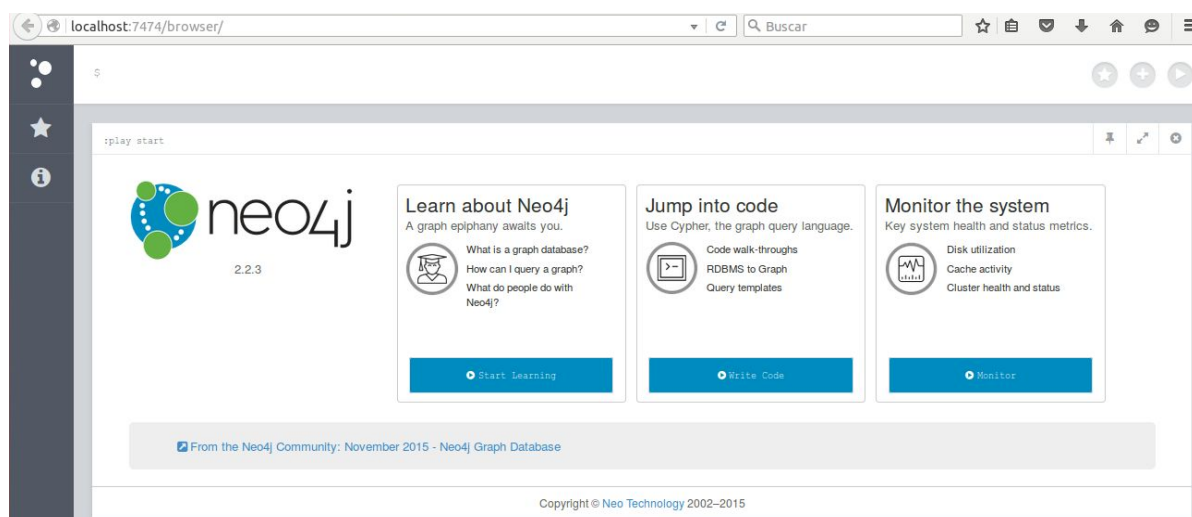 localhost:7474/browser/
Buscar
$
:play start
neo4j
2.2.3
Learn about Neo4j
A graph epiphany awaits you.
What is a graph database?
How can I query a graph?
What do people do with
Neo4j?
Start Learning
Jump into code
Use Cypher, the graph query language.
Code walk-throughs
RDBMS to Graph
Query templates
Write Code
Monitor the system
Key system health and status metrics.
Disk utilization
Cache activity
Cluster health and status
Monitor
From the Neo4j Community: November 2015 - Neo4j Graph Database
Copyright © Neo Technology 2002–2015